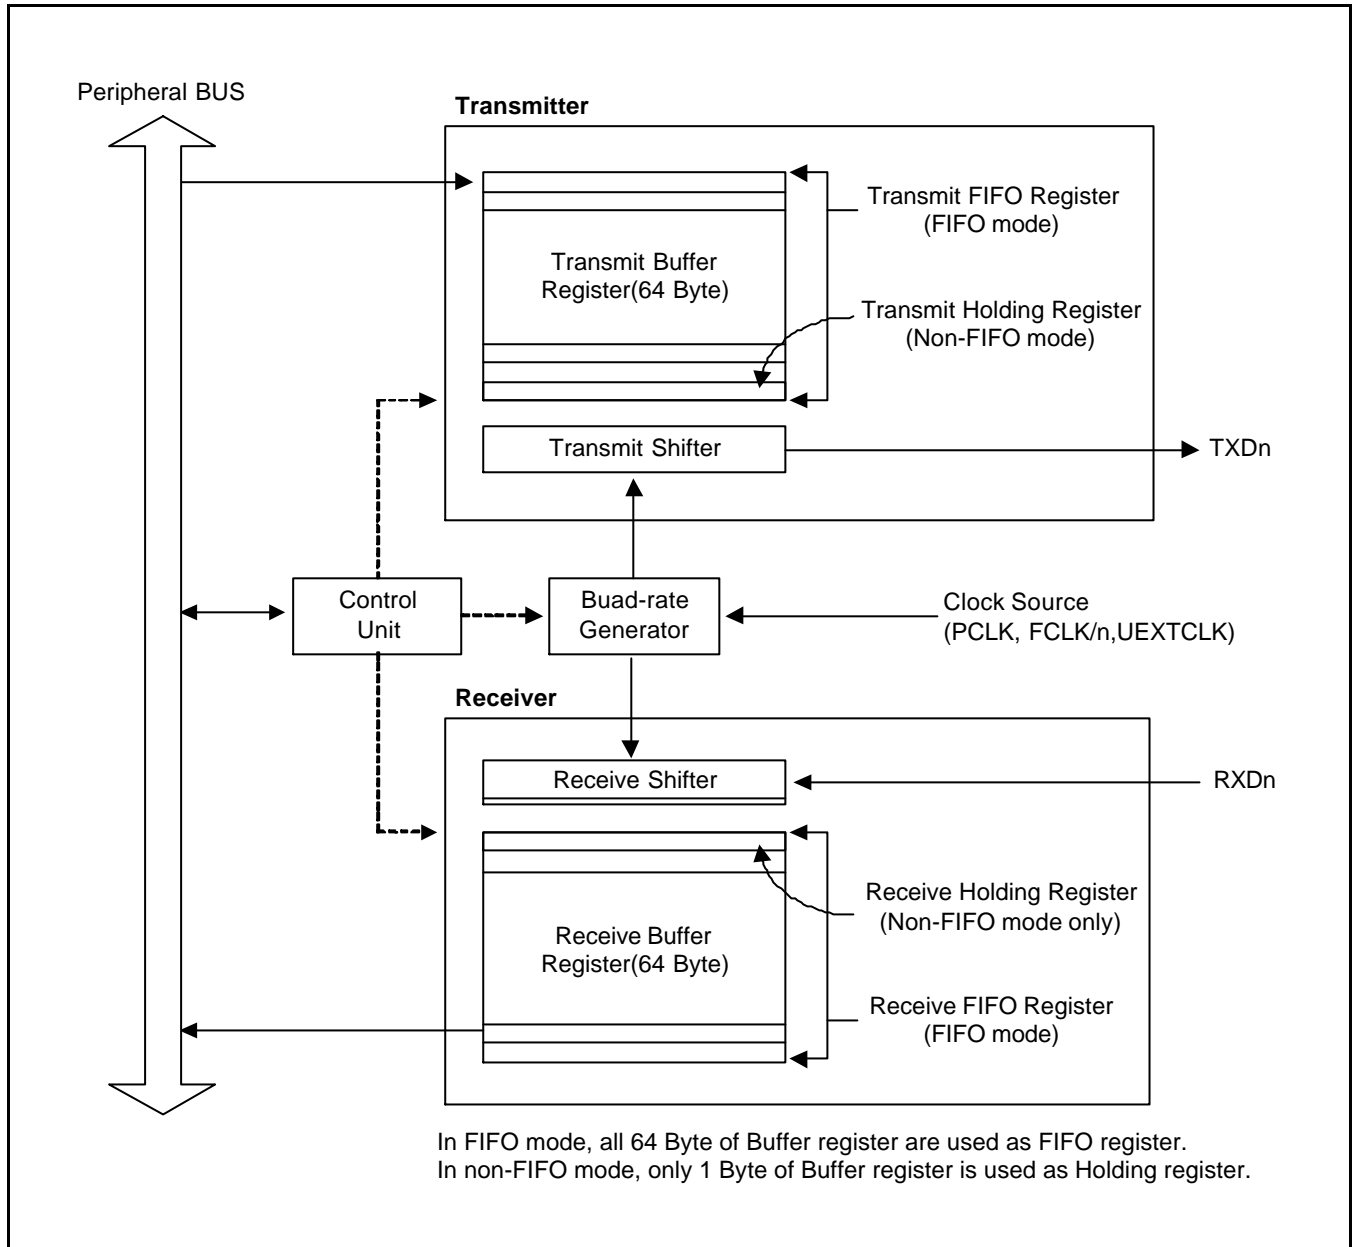 Peripheral BUS
Transmitter
Transmit FIFO Register
(FIFO mode)
Transmit Buffer
Register(64 Byte)
Transmit Holding Register
(Non-FIFO mode)
Transmit Shifter
TXDn
Control
Unit
Buad-rate
Generator
Clock Source
(PCLK, FCLK/n,UEXTCLK)
Receiver
Receive Shifter
RXDn
Receive Holding Register
(Non-FIFO mode only)
Receive Buffer
Register(64 Byte)
Receive FIFO Register
(FIFO mode)
In FIFO mode, all 64 Byte of Buffer register are used as FIFO register.
In non-FIFO mode, only 1 Byte of Buffer register is used as Holding register.